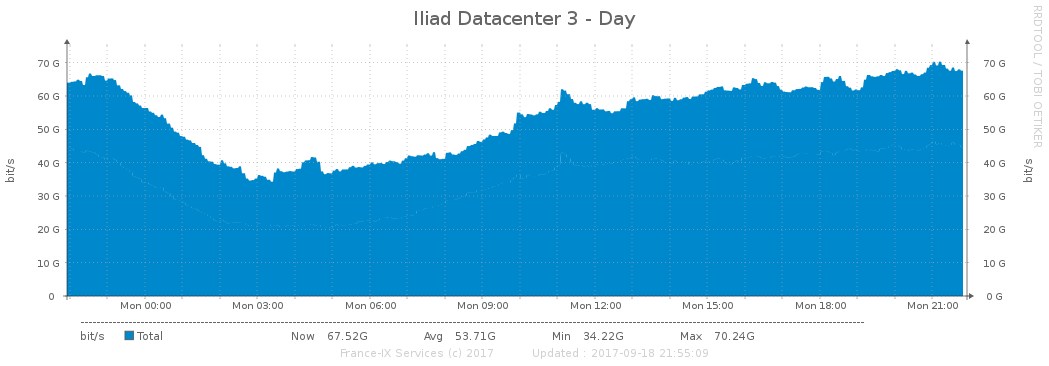 Iliad Datacenter 3 - Day
RRDTOOL / TOBI OETIKER
bit/s
bit/s
70 G 70 G
60 G 60 G
50 G 50 G
40 G 40 G
30 G 30 G
20 G 20 G
10 G 10 G
0 0 G
Mon 00:00 Mon 03:00 Mon 06:00 Mon 09:00 Mon 12:00 Mon 15:00 Mon 18:00 Mon 21:00
bit/s Total Now 67.52G Avg 53.71G Min 34.22G Max 70.24G
France-IX Services (c) 2017 Updated : 2017-09-18 21:55:09